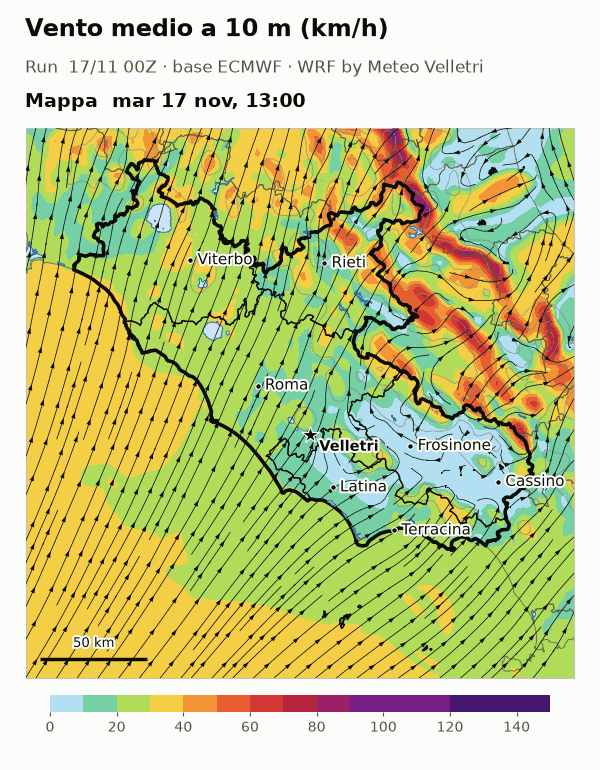 Vento medio a 10 m (km/h)
Run 17/11 00Z · base ECMWF · WRF by Meteo Velletri
Mappa mar 17 nov, 13:00
Viterbo
Rieti
Roma
Velletri
Frosinone
Latina
Cassino
Terracina
50 km
0 20 40 60 80 100 120 140